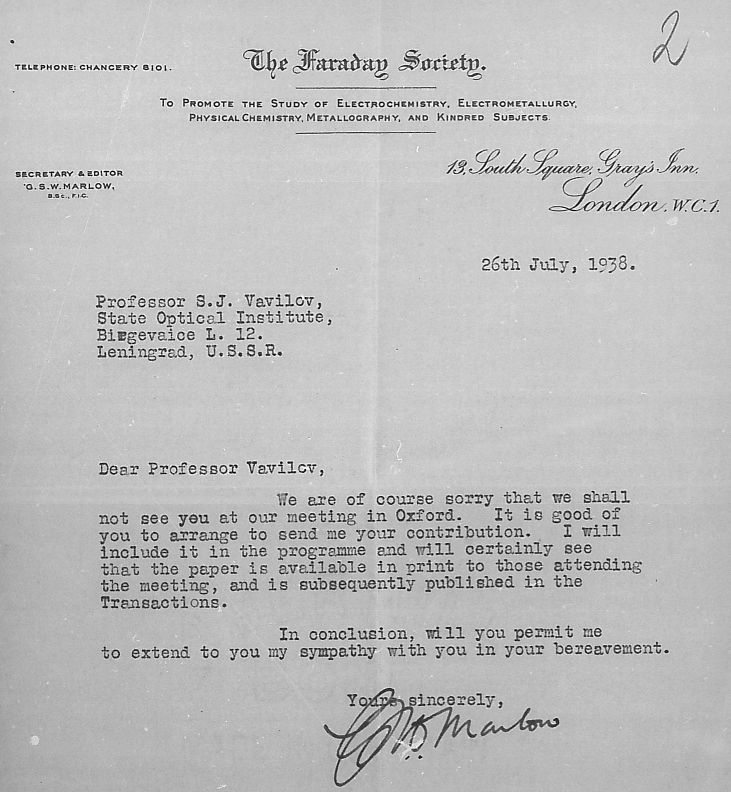 2
TELEPHONE: CHANCERY 8101.
The Faraday Society.
TO PROMOTE THE STUDY OF ELECTROCHEMISTRY, ELECTROMETALLURGY,
PHYSICAL CHEMISTRY, METALLOGRAPHY, AND KINDRED SUBJECTS.
SECRETARY & EDITOR
G.S.W. MARLOW,
B.SC., F.I.C.
13, South Square, Gray's Inn,
London, W.C.1.
26th July, 1938.
Professor S.J. Vavilov,
State Optical Institute,
Birgevaice L. 12.
Leningrad, U.S.S.R.
Dear Professor Vavilov,
We are of course sorry that we shall
not see you at our meeting in Oxford. It is good of
you to arrange to send me your contribution. I will
include it in the programme and will certainly see
that the paper is available in print to those attending
the meeting, and is subsequently published in the
Transactions.
In conclusion, will you permit me
to extend to you my sympathy with you in your bereavement.
Yours sincerely,
G.S.W. Marlow